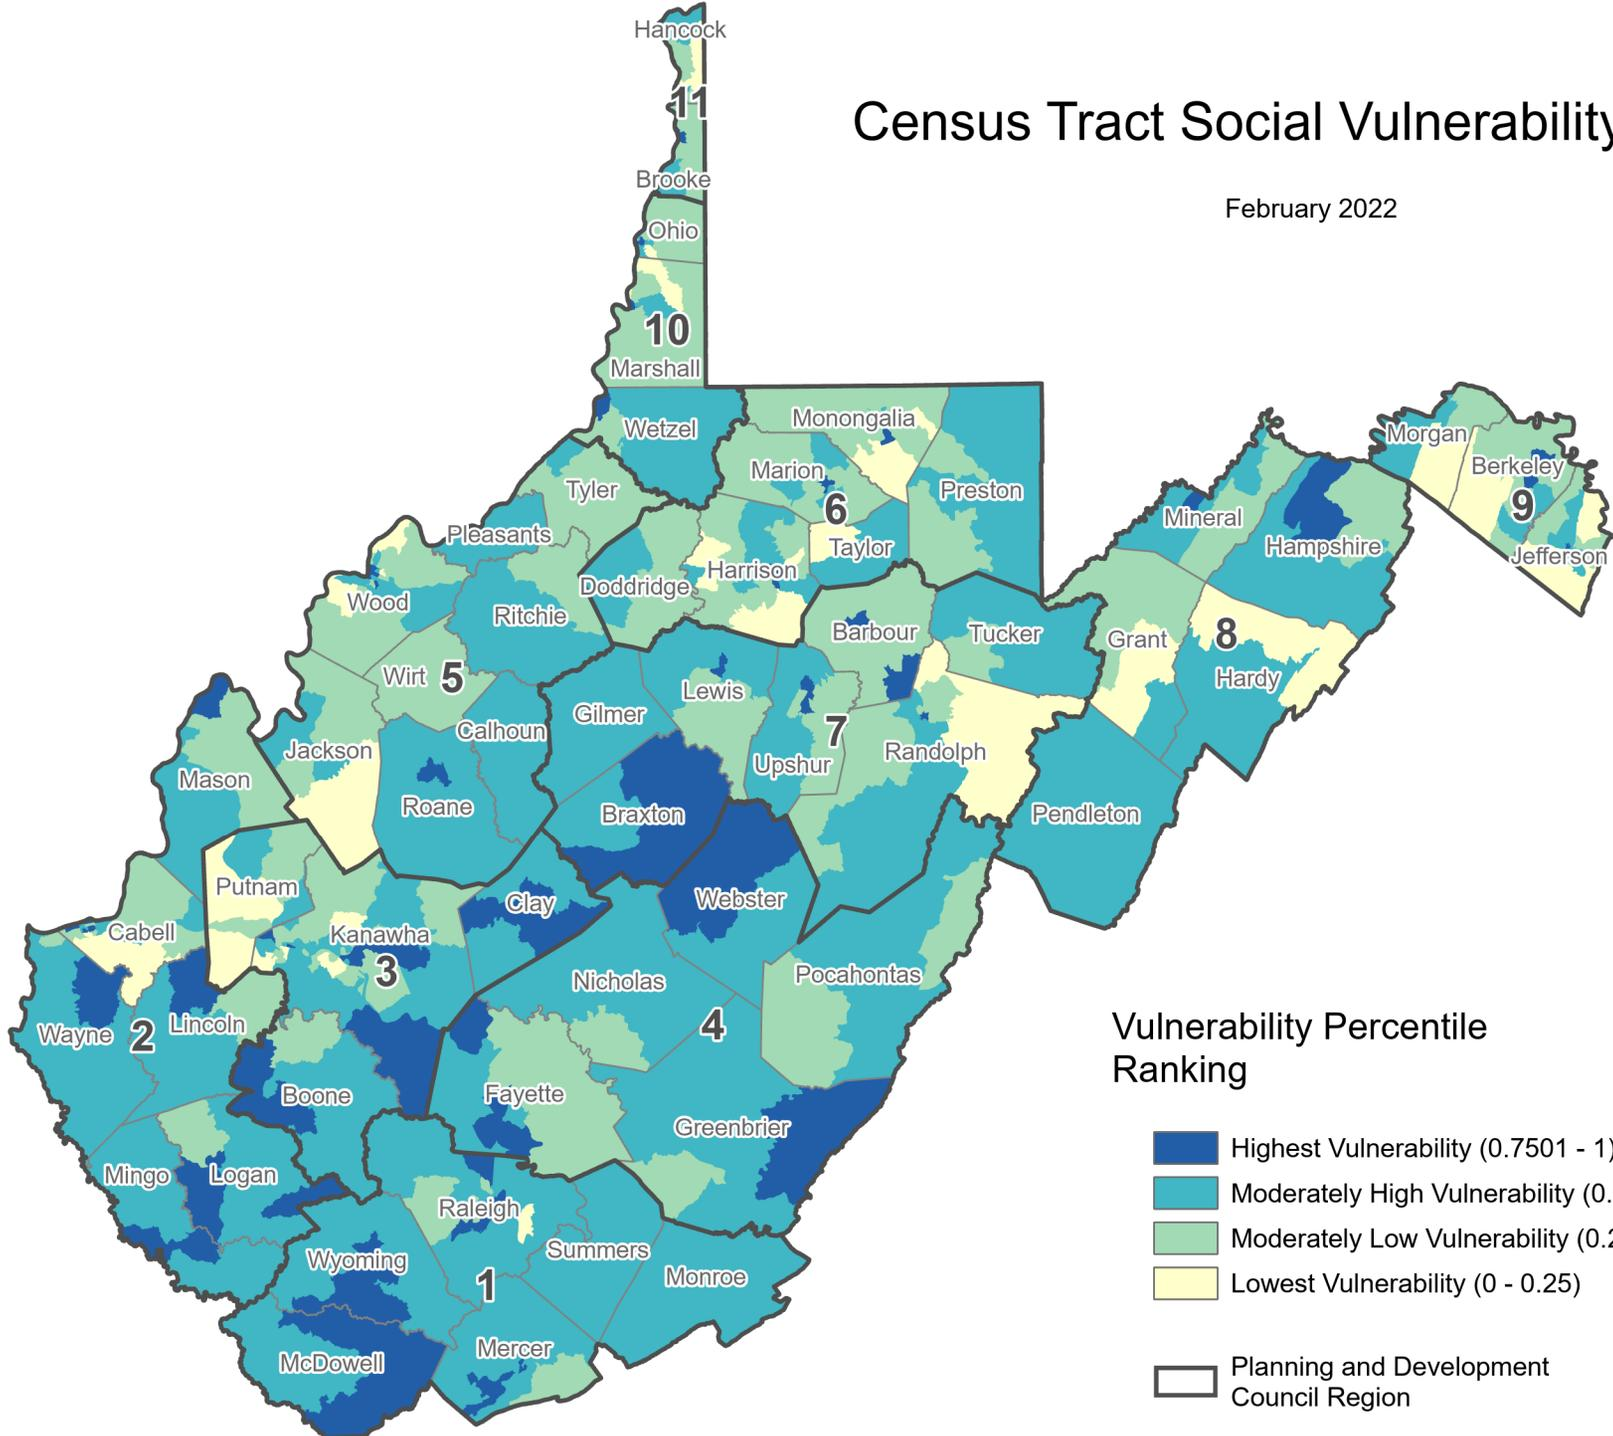 Census Tract Social Vulnerability
February 2022
Hancock
11
Brooke
Ohio
10
Marshall
Wetzel
Monongalia
Morgan
Marion
Berkeley
Tyler
6
Preston
9
Mineral
Pleasants
Taylor
Hampshire
Jefferson
Harrison
Doddridge
Wood
Ritchie
Barbour
Tucker
8
Grant
Wirt
5
Hardy
Lewis
Gilmer
Calhoun
7
Jackson
Randolph
Upshur
Mason
Roane
Braxton
Pendleton
Putnam
Webster
Clay
Cabell
Kanawha
3
Pocahontas
Nicholas
Lincoln
4
Wayne
2
Vulnerability Percentile
Ranking
Fayette
Boone
Greenbrier
Highest Vulnerability (0.7501 - 1)
Mingo
Logan
Moderately High Vulnerability (0.
Raleigh
Moderately Low Vulnerability (0.2
Summers
Wyoming
Monroe
1
Lowest Vulnerability (0 - 0.25)
Mercer
McDowell
Planning and Development
Council Region